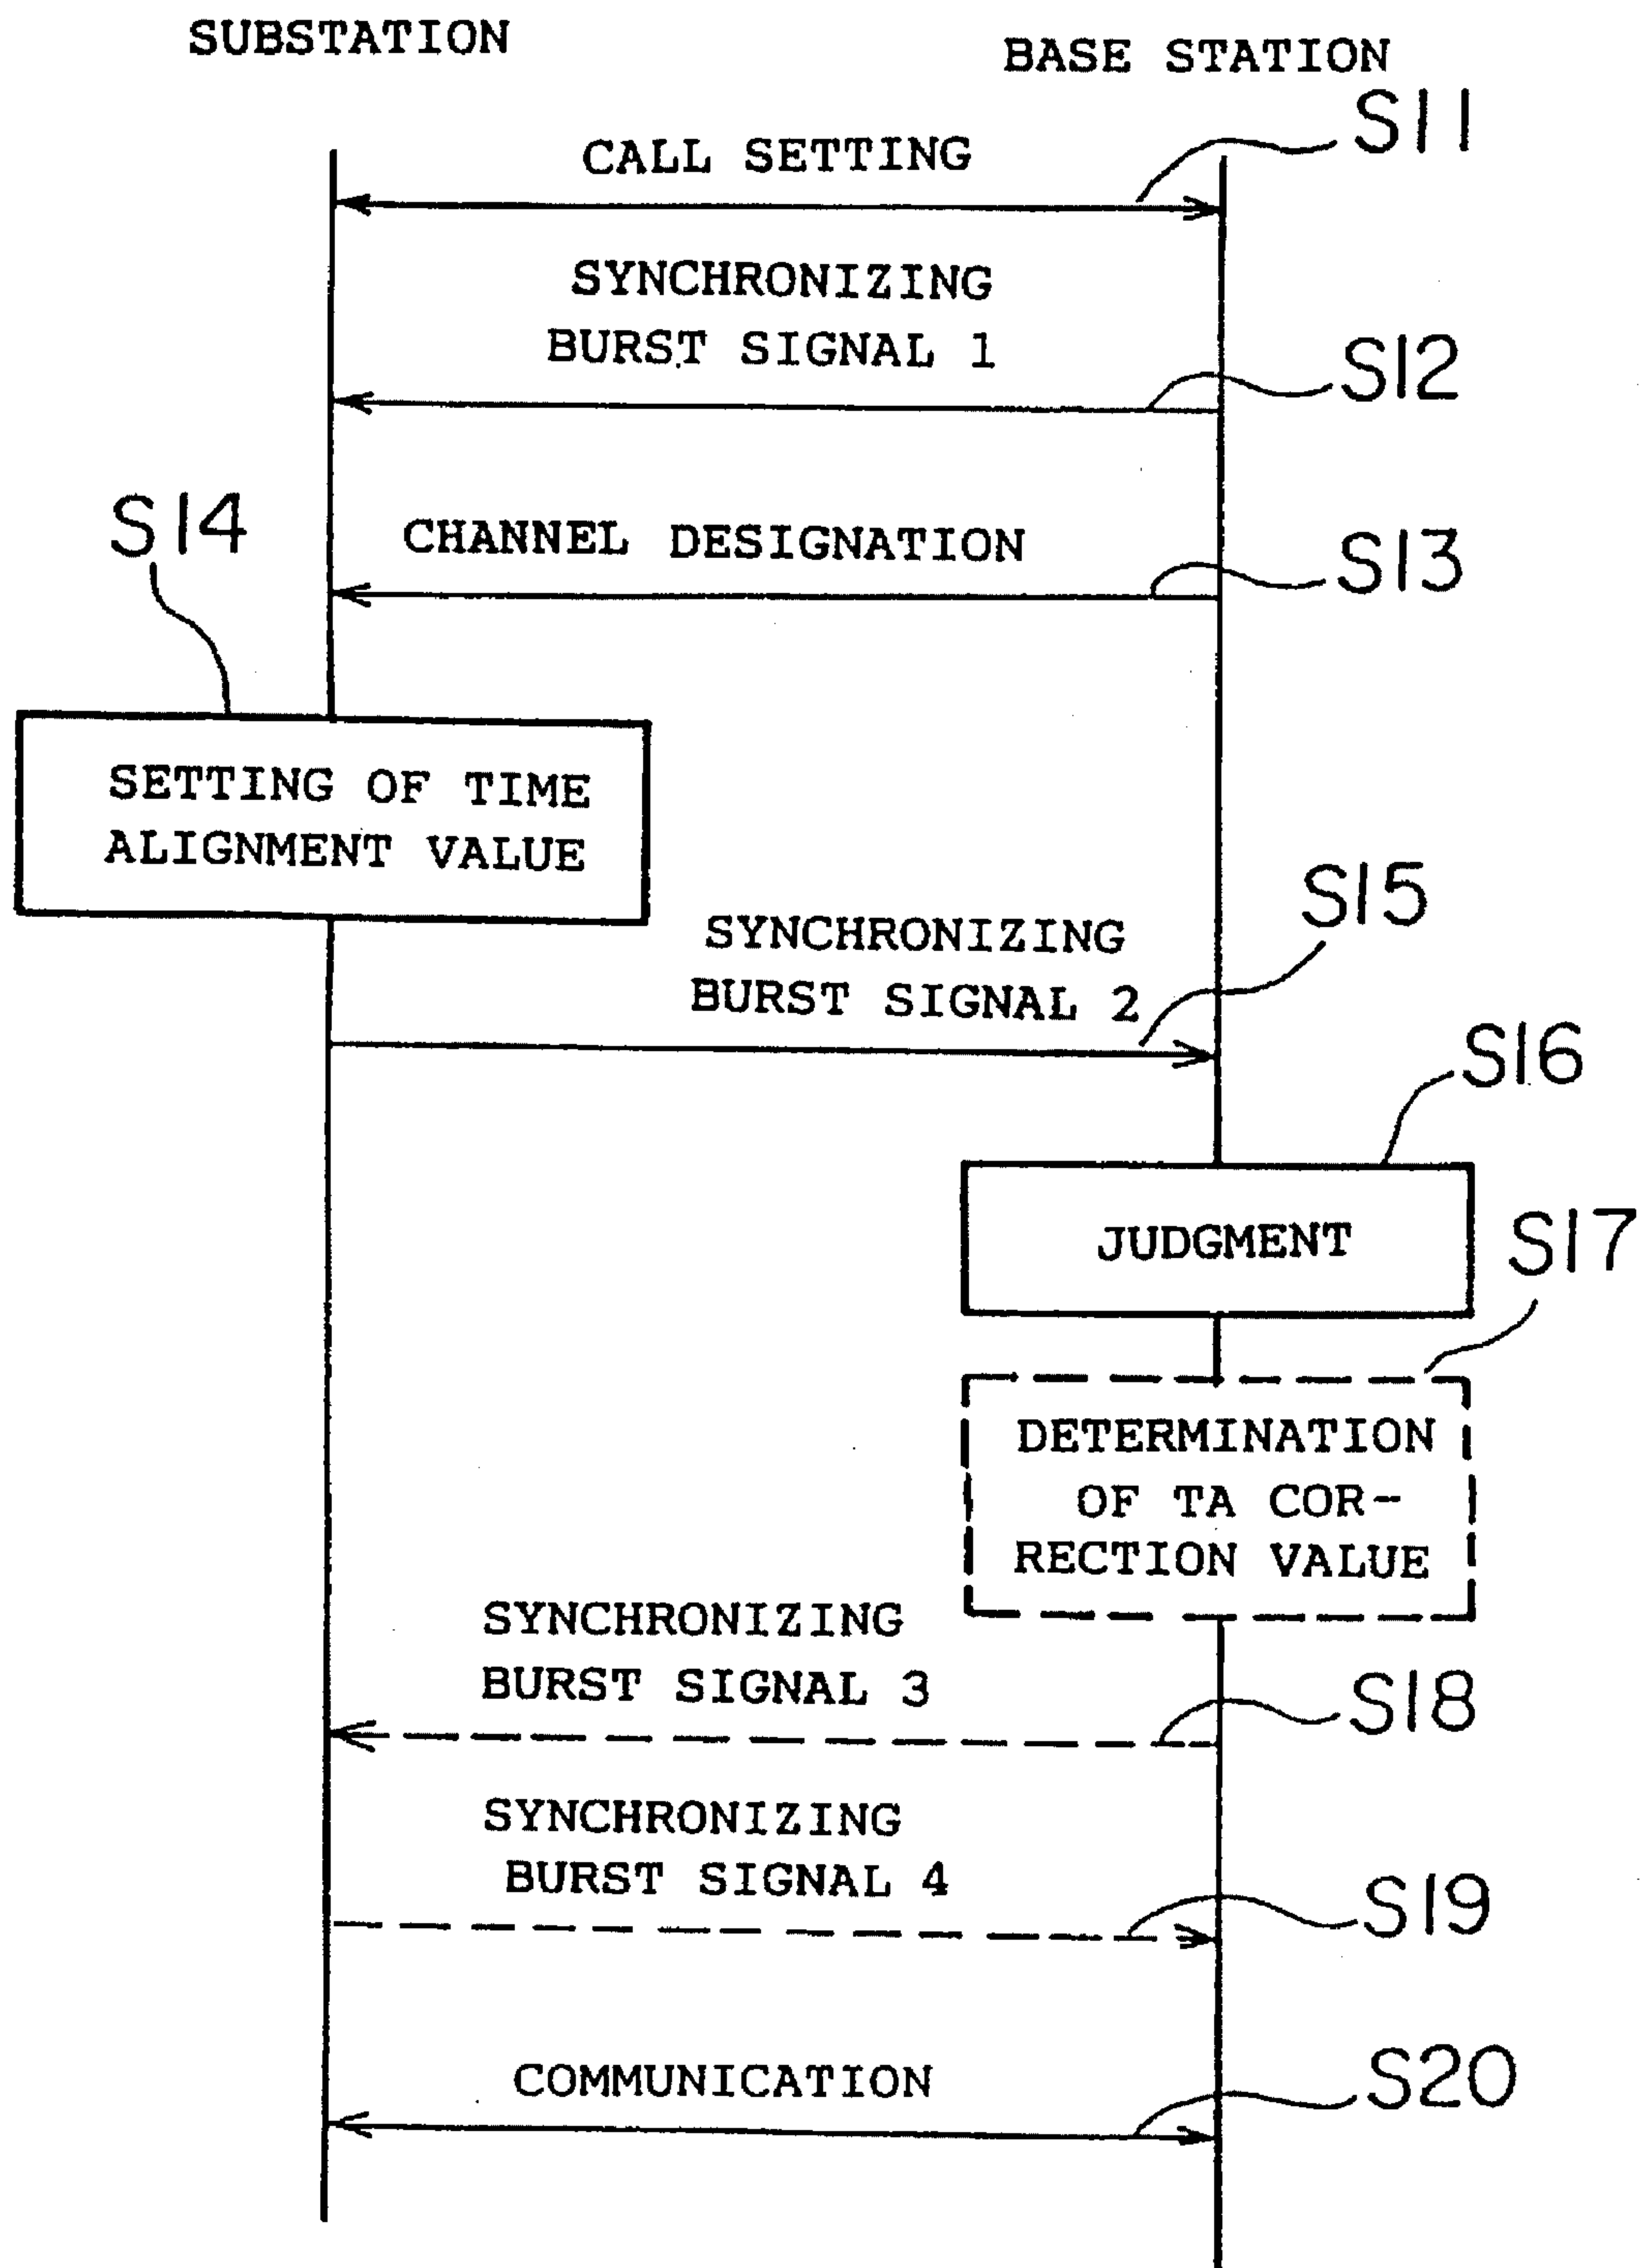 SUBSTATION
BASE STATION
S11
CALL SETTING
SYNCHRONIZING
BURST SIGNAL 1
S12
S14
CHANNEL DESIGNATION
S13
SETTING OF TIME
ALIGNMENT VALUE
S15
SYNCHRONIZING
BURST SIGNAL 2
S16
JUDGMENT
S17
DETERMINATION
OF TA COR-
RECTION VALUE
SYNCHRONIZING
BURST SIGNAL 3
S18
SYNCHRONIZING
BURST SIGNAL 4
S19
COMMUNICATION
S20